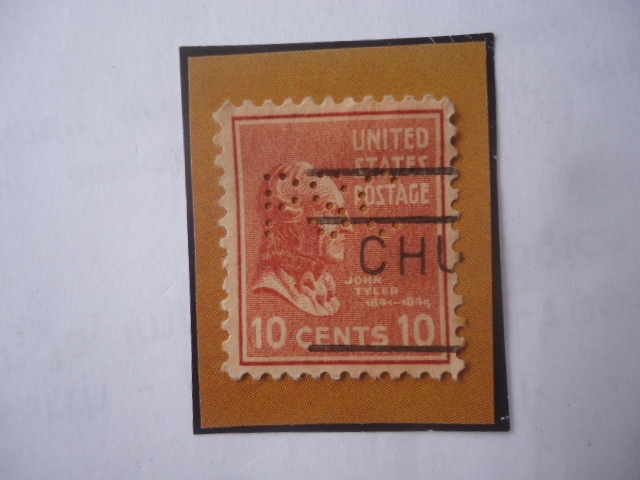 UNITED
STATES
POSTAGE
CHU
JOHN
TYLER
1841-1845
10 CENTS 10